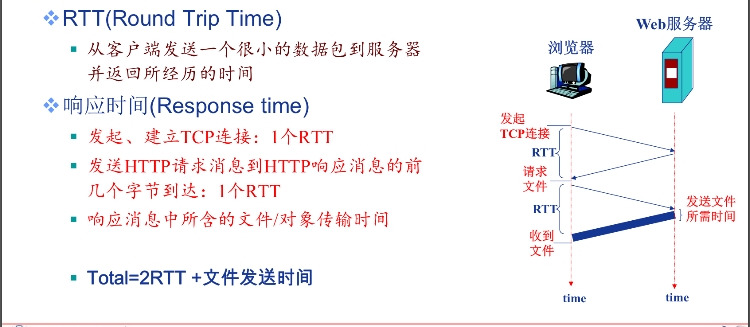 RTT(Round Trip Time)
从客户端发送一个很小的数据包到服务器
并返回所经历的时间
响应时间(Response time)
发起、建立TCP连接：1个RTT
发送HTTP请求消息到HTTP响应消息的前
几个字节到达：1个RTT
响应消息中所含的文件/对象传输时间
Total=2RTT +文件发送时间
Web服务器
浏览器
发起
TCP连接
RTT
请求
文件
RTT
发送文件
所需时间
收到
文件
time
time